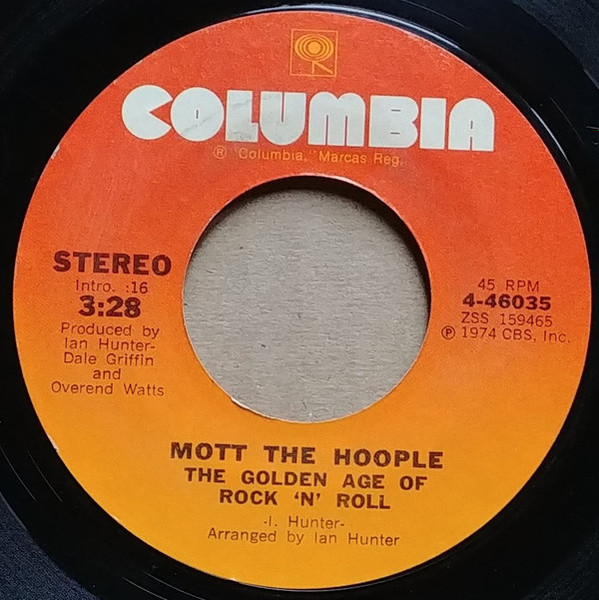 COLUMBIA
® "Columbia," Marcas Reg.
STEREO
Intro. :16
3:28
Produced by
Ian Hunter-
Dale Griffin
and
Overend Watts
45 RPM
4-46035
ZSS 159465
℗ 1974 CBS, Inc.
MOTT THE HOOPLE
THE GOLDEN AGE OF
ROCK 'N' ROLL
-I. Hunter-
Arranged by Ian Hunter